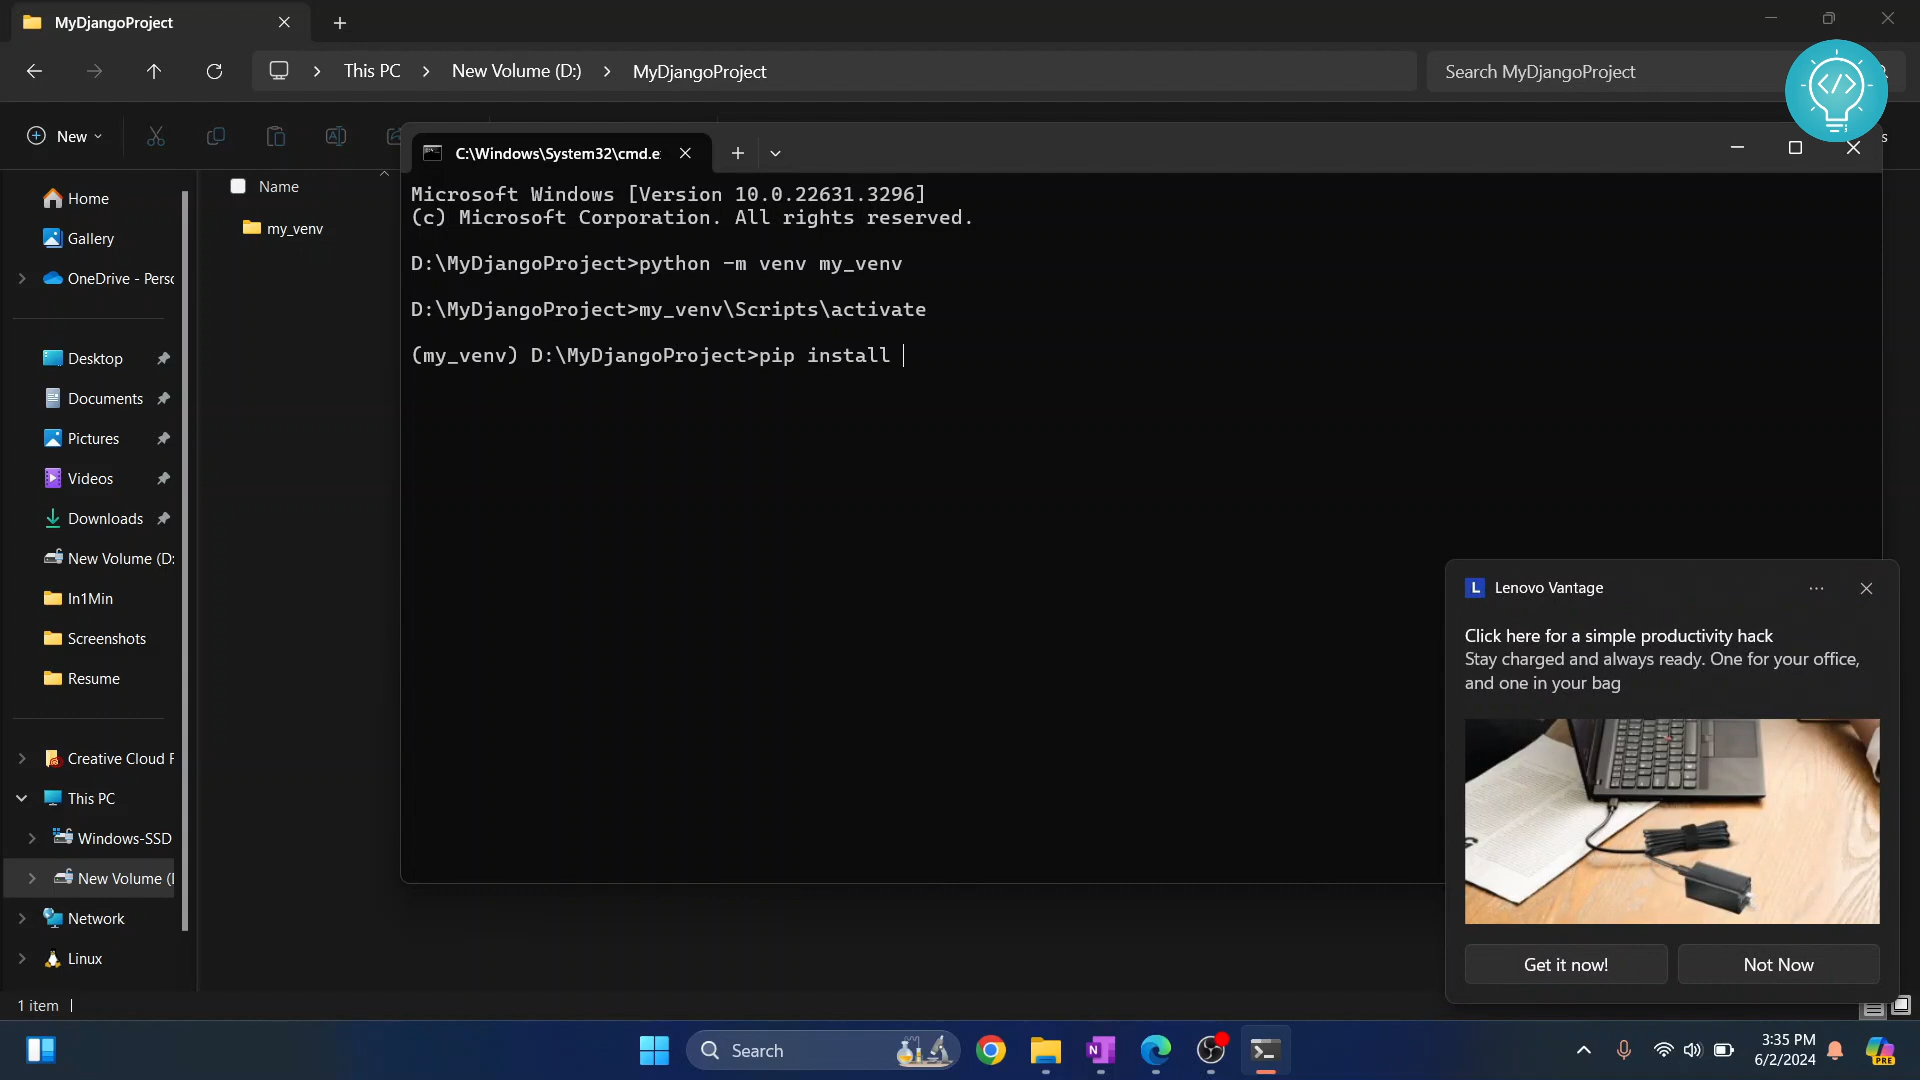 MyDjangoProject
This PC
New Volume (D:)
MyDjangoProject
Search MyDjangoProject
New
C:\Windows\System32\cmd.e
Name
my_venv
Home
Gallery
OneDrive - Perso
Desktop
Documents
Pictures
Videos
Downloads
New Volume (D:
In1Min
Screenshots
Resume
Creative Cloud F
This PC
Windows-SSD
New Volume (
Network
Linux
1 item
Microsoft Windows [Version 10.0.22631.3296]
(c) Microsoft Corporation. All rights reserved.
D:\MyDjangoProject>python -m venv my_venv
D:\MyDjangoProject>my_venv\Scripts\activate
(my_venv) D:\MyDjangoProject>pip install
L Lenovo Vantage
Click here for a simple productivity hack
Stay charged and always ready. One for your office,
and one in your bag
Get it now!
Not Now
Search
3:35 PM
6/2/2024
PRE